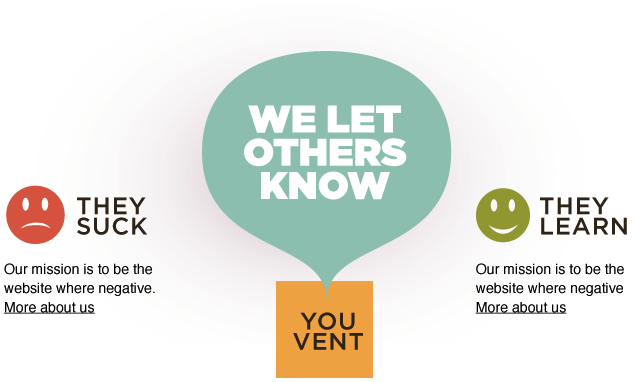 THEY
SUCK
Our mission is to be the
website where negative.
More about us
WE LET
OTHERS
KNOW
YOU
VENT
THEY
LEARN
Our mission is to be the
website where negative
More about us